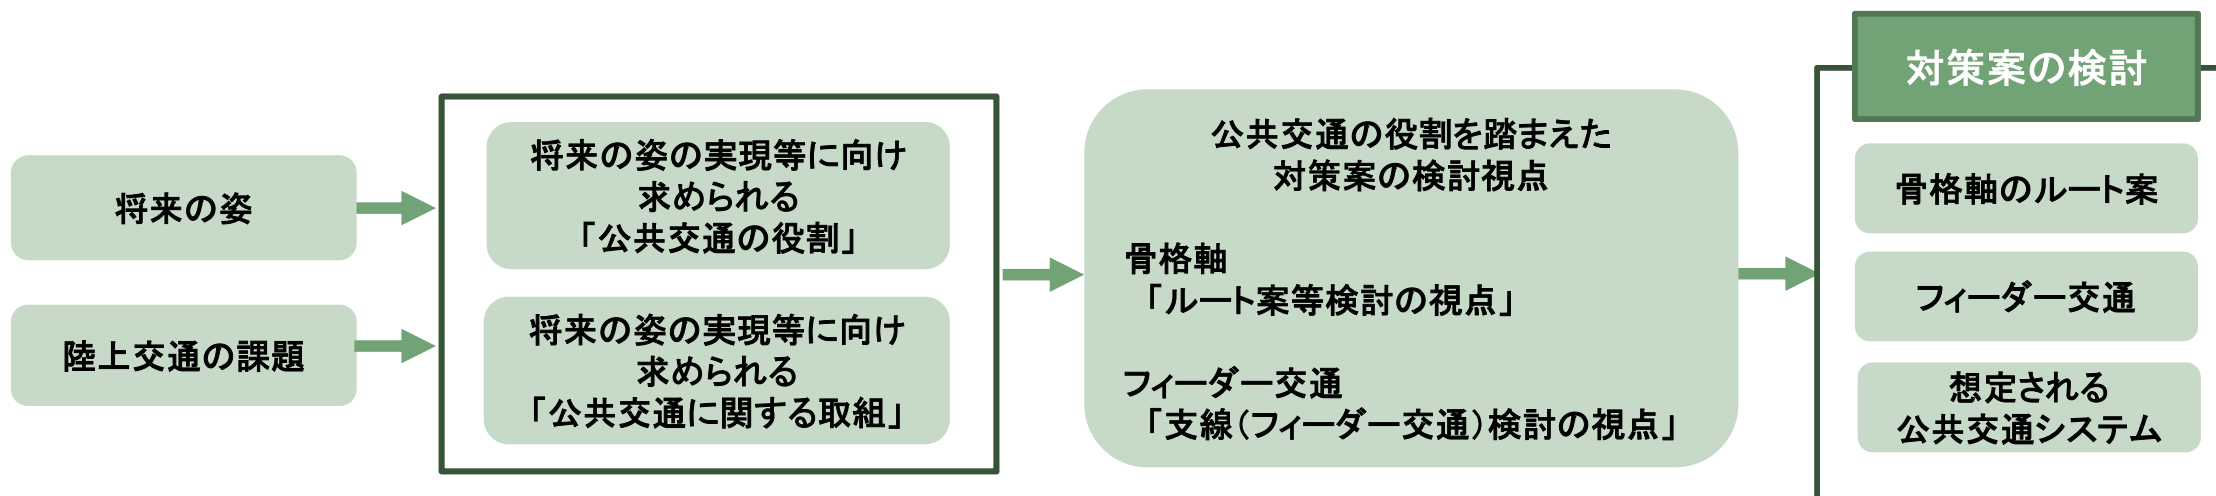 将来の姿
陸上交通の課題
将来の姿の実現等に向け
求められる
「公共交通の役割」
将来の姿の実現等に向け
求められる
「公共交通に関する取組」
公共交通の役割を踏まえた
対策案の検討視点
骨格軸
「ルート案等検討の視点」
フィーダー交通
「支線（フィーダー交通）検討の視点」
対策案の検討
骨格軸のルート案
フィーダー交通
想定される
公共交通システム